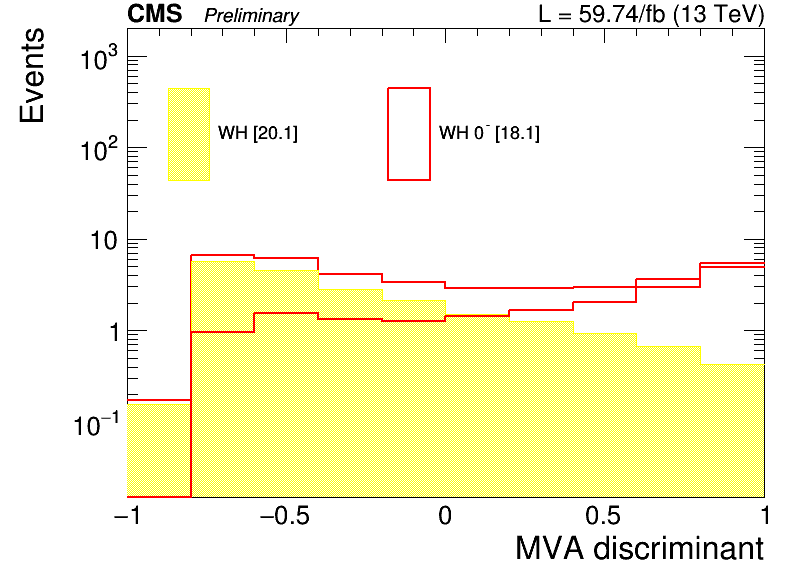 CMS Preliminary L = 59.74/fb (13 TeV)
Events
10³
WH [20.1] WH 0⁻ [18.1]
10²
10
1
10⁻¹
−1 −0.5 0 0.5 1
MVA discriminant